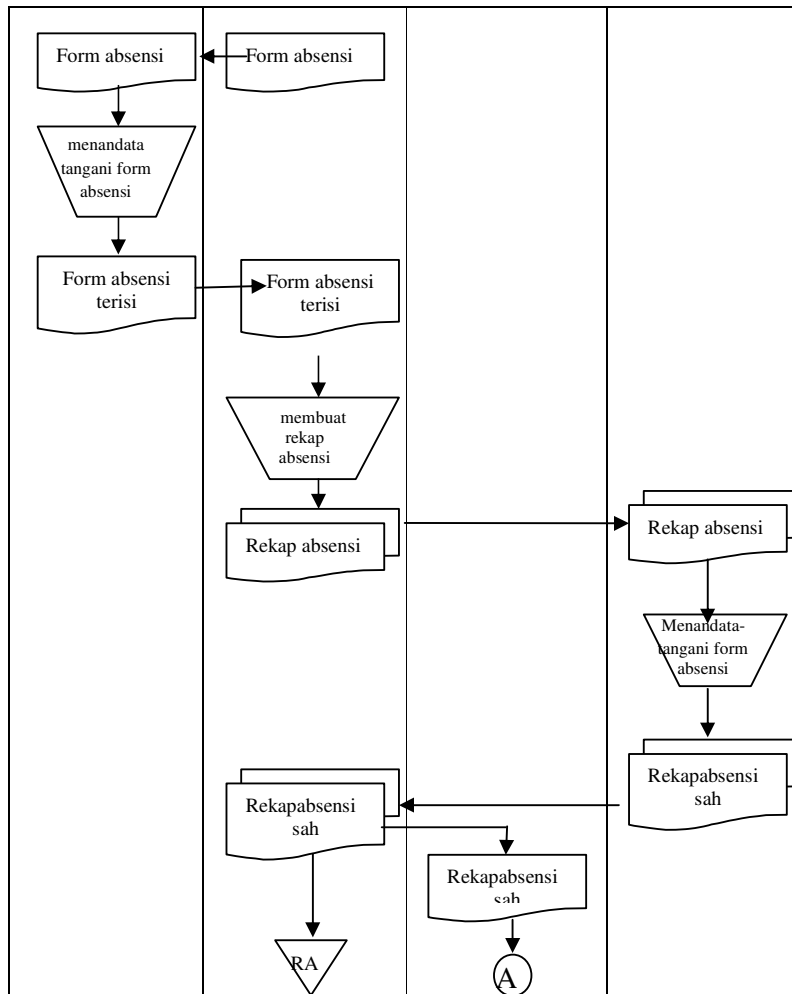 Form absensi
Form absensi
menandata
tangani form
absensi
Form absensi
terisi
Form absensi
terisi
membuat
rekap
absensi
Rekap absensi
Rekap absensi
Menandata-
tangani form
absensi
Rekapabsensi
sah
Rekapabsensi
sah
Rekapabsensi
sah
RA
A